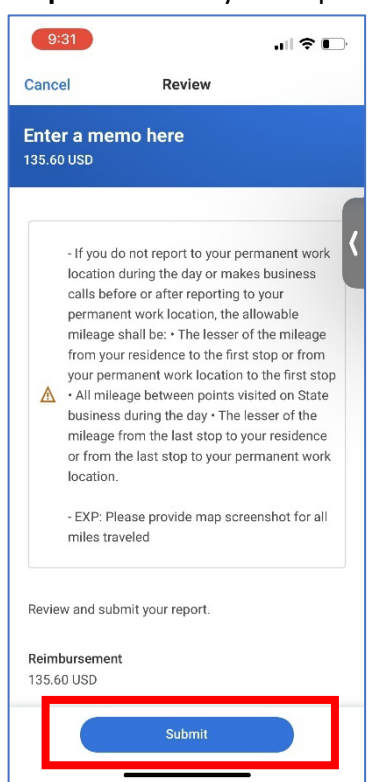 9:31
Cancel Review
Enter a memo here
135.60 USD
- If you do not report to your permanent work
location during the day or makes business
calls before or after reporting to your
permanent work location, the allowable
mileage shall be: • The lesser of the mileage
from your residence to the first stop or from
your permanent work location to the first stop
• All mileage between points visited on State
business during the day • The lesser of the
mileage from the last stop to your residence
or from the last stop to your permanent work
location.
- EXP: Please provide map screenshot for all
miles traveled
Review and submit your report.
Reimbursement
135.60 USD
Submit